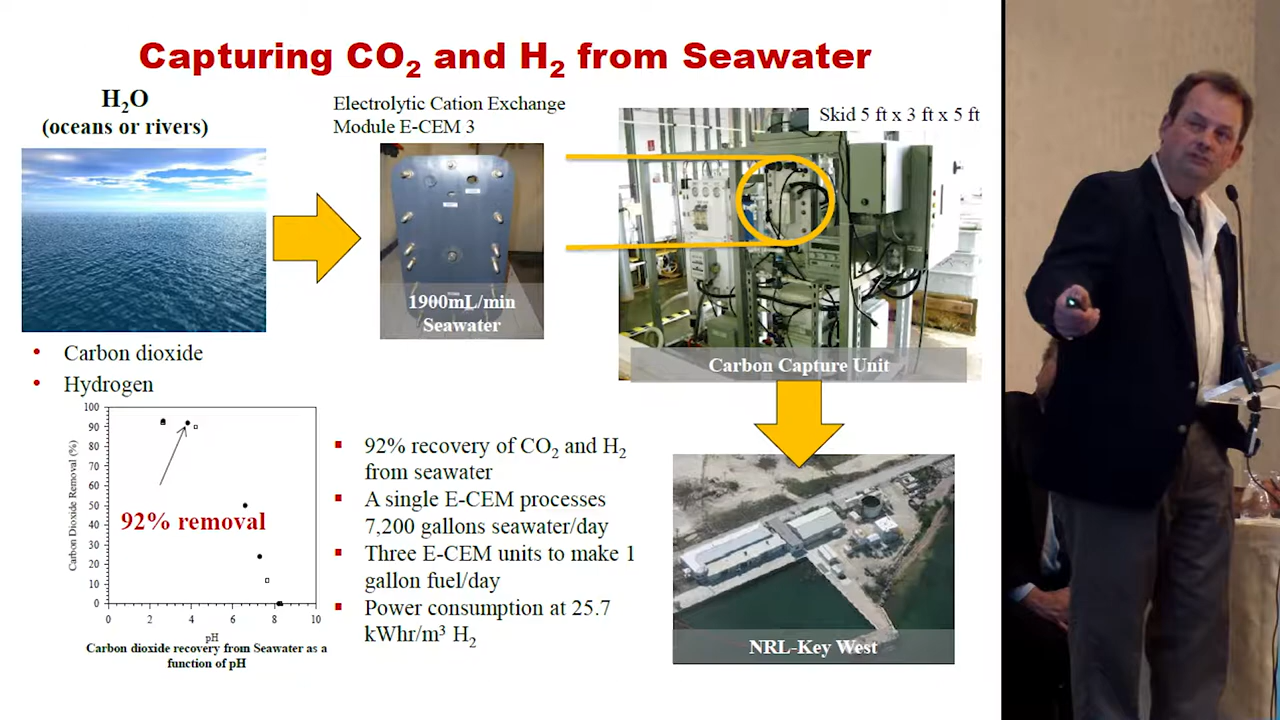 Capturing CO₂ and H₂ from Seawater
H₂O
(oceans or rivers)
Electrolytic Cation Exchange
Module E-CEM 3
Skid 5 ft x 3 ft x 5 ft
1900mL/min
Seawater
Carbon Capture Unit
• Carbon dioxide
• Hydrogen
100
90
80
70
60
50
40
30
20
10
0
Carbon Dioxide Removal (%)
92% removal
0 2 4 6 8 10
pH
Carbon dioxide recovery from Seawater as a
function of pH
▪ 92% recovery of CO₂ and H₂
from seawater
▪ A single E-CEM processes
7,200 gallons seawater/day
▪ Three E-CEM units to make 1
gallon fuel/day
▪ Power consumption at 25.7
kWhr/m³ H₂
NRL-Key West